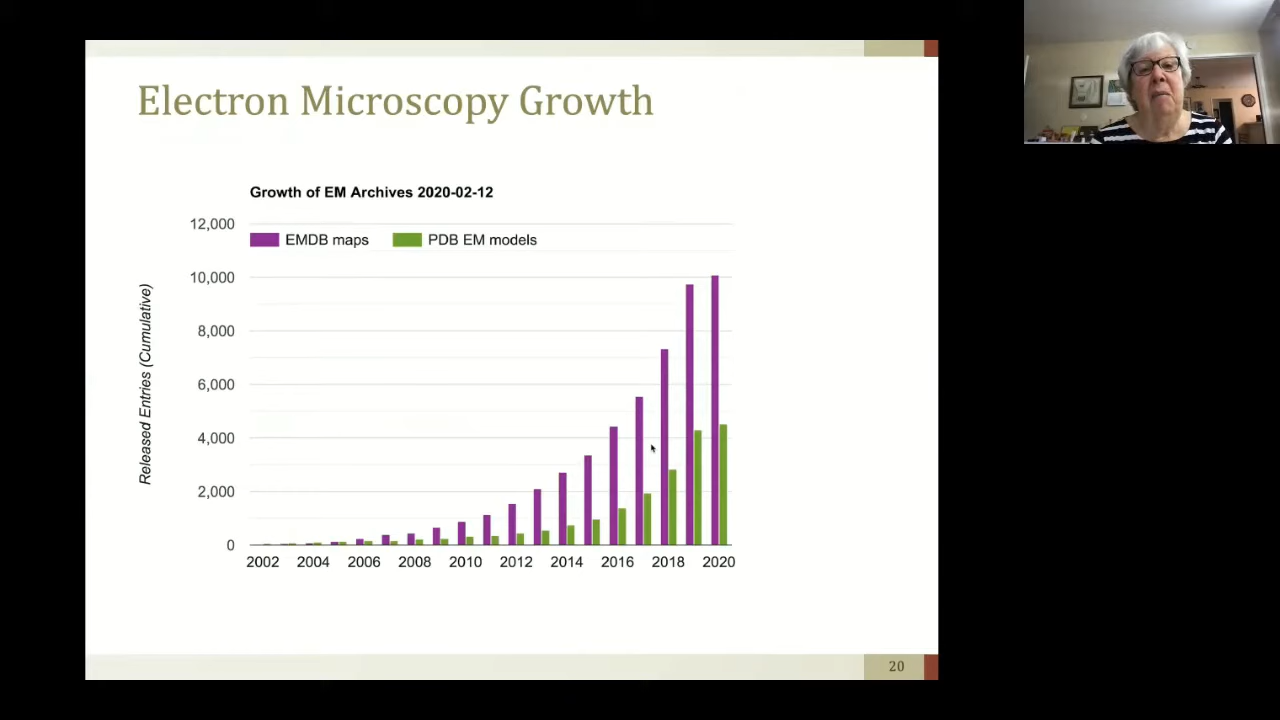 Electron Microscopy Growth
Growth of EM Archives 2020-02-12
EMDB maps
PDB EM models
Released Entries (Cumulative)
12,000
10,000
8,000
6,000
4,000
2,000
0
2002 2004 2006 2008 2010 2012 2014 2016 2018 2020
20